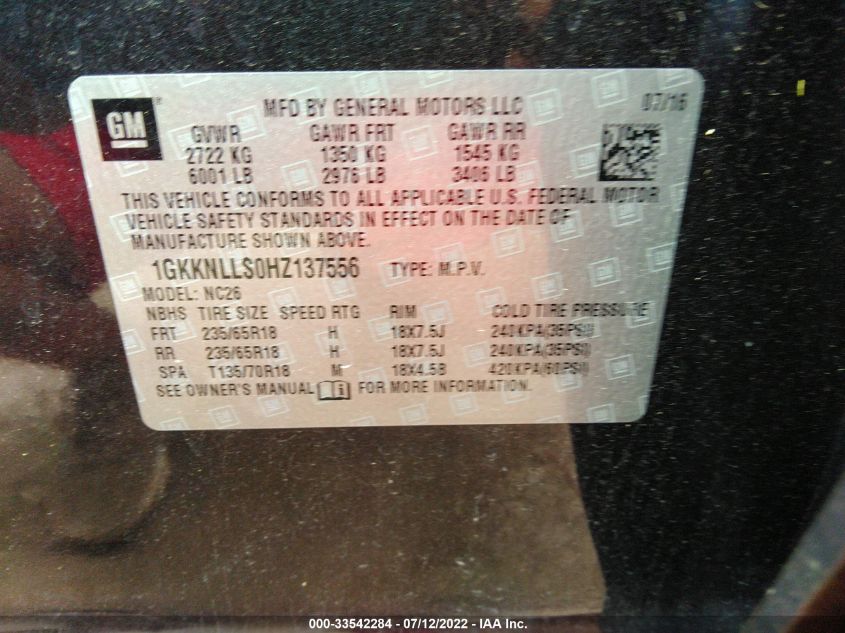 GM
MFD BY GENERAL MOTORS LLC 07/16
GVWR GAWR FRT GAWR RR
2722 KG 1350 KG 1545 KG
6001 LB 2976 LB 3406 LB
THIS VEHICLE CONFORMS TO ALL APPLICABLE U.S. FEDERAL MOTOR
VEHICLE SAFETY STANDARDS IN EFFECT ON THE DATE OF
MANUFACTURE SHOWN ABOVE.
1GKKNLLS0HZ137556 TYPE: M.P.V.
MODEL: NC26
NBHS TIRE SIZE SPEED RTG RIM COLD TIRE PRESSURE
FRT 235/65R18 H 18X7.5J 240KPA(35PSI)
RR 235/65R18 H 18X7.5J 240KPA(35PSI)
SPA T135/70R18 M 18X4.5B 420KPA(60PSI)
SEE OWNER'S MANUAL FOR MORE INFORMATION.
000-33542284 - 07/12/2022 - IAA Inc.